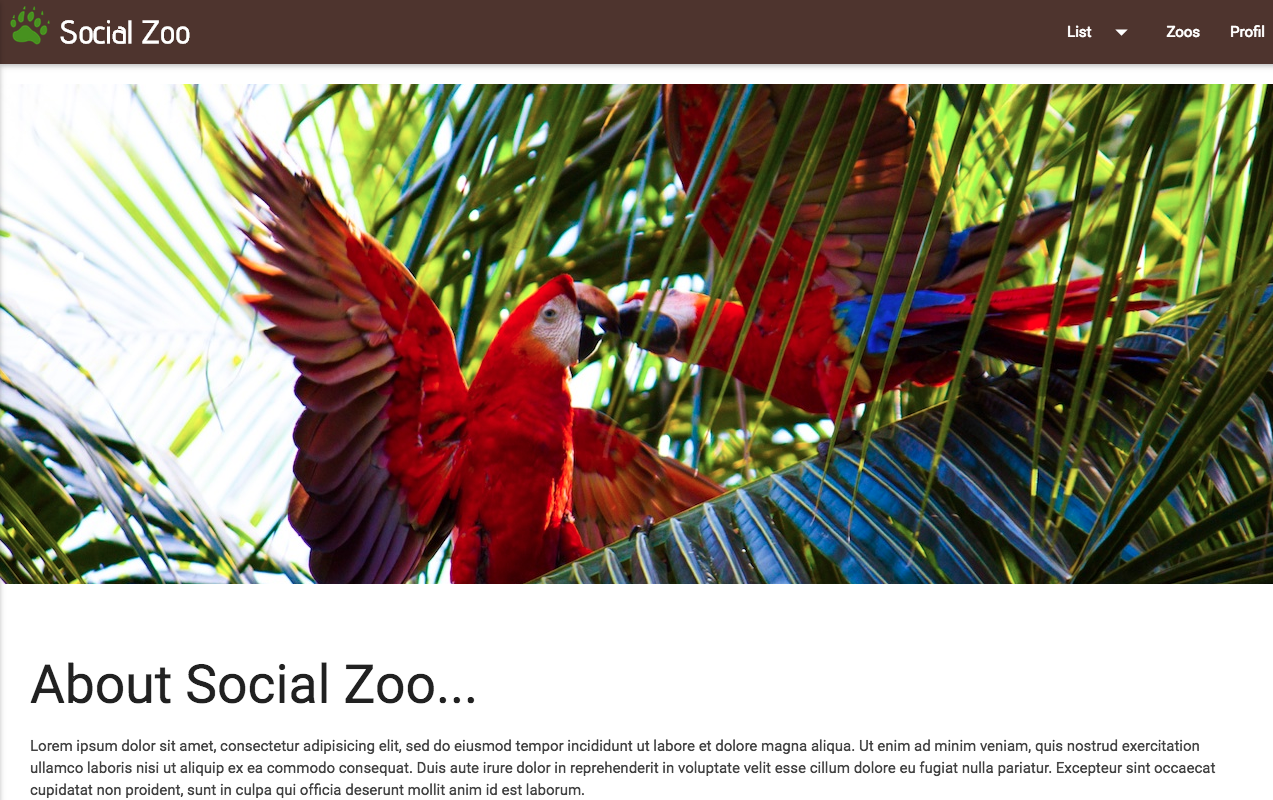 Social Zoo
List
Zoos
Profil
About Social Zoo...
Lorem ipsum dolor sit amet, consectetur adipisicing elit, sed do eiusmod tempor incididunt ut labore et dolore magna aliqua. Ut enim ad minim veniam, quis nostrud exercitation
ullamco laboris nisi ut aliquip ex ea commodo consequat. Duis aute irure dolor in reprehenderit in voluptate velit esse cillum dolore eu fugiat nulla pariatur. Excepteur sint occaecat
cupidatat non proident, sunt in culpa qui officia deserunt mollit anim id est laborum.